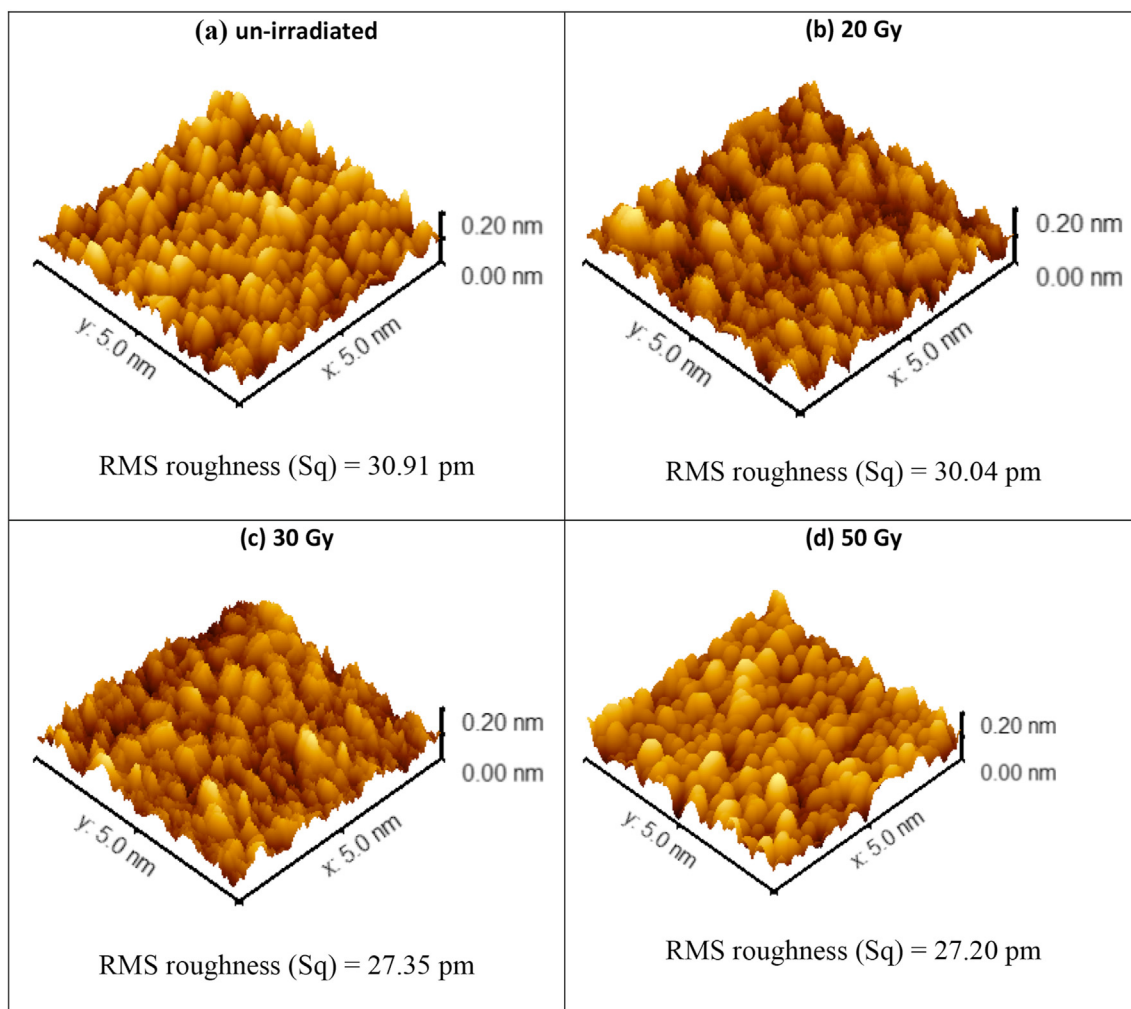 (a) un-irradiated
0.20 nm
0.00 nm
y: 5.0 nm
x: 5.0 nm
RMS roughness (Sq) = 30.91 pm
(b) 20 Gy
0.20 nm
0.00 nm
y: 5.0 nm
x: 5.0 nm
RMS roughness (Sq) = 30.04 pm
(c) 30 Gy
0.20 nm
0.00 nm
y: 5.0 nm
x: 5.0 nm
RMS roughness (Sq) = 27.35 pm
(d) 50 Gy
0.20 nm
0.00 nm
y: 5.0 nm
x: 5.0 nm
RMS roughness (Sq) = 27.20 pm